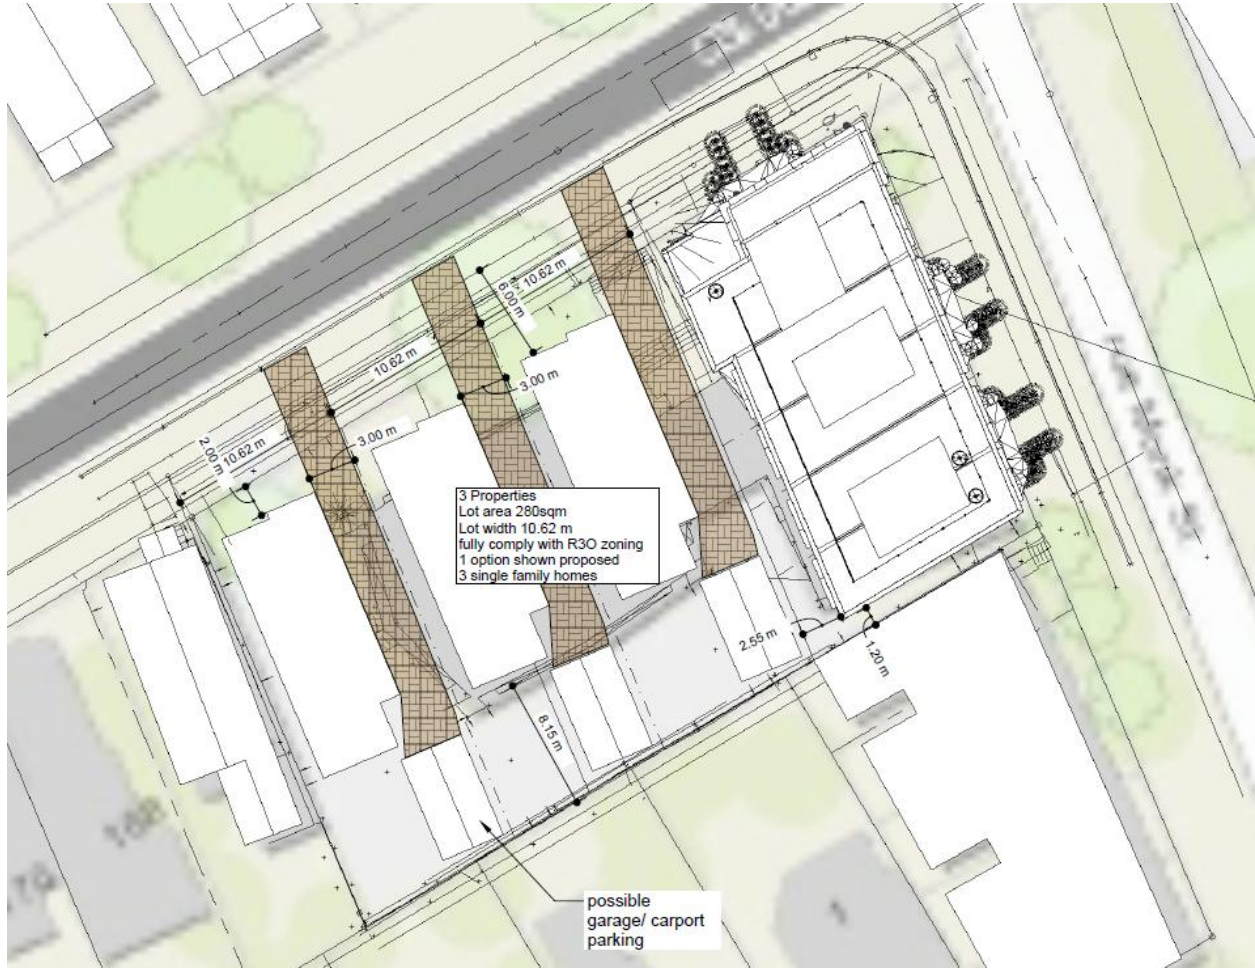 10.62 m
6.00 m
10.62 m
3.00 m
3.00 m
2.00 m
10.62 m
3 Properties
Lot area 280sqm
Lot width 10.62 m
fully comply with R3O zoning
1 option shown proposed
3 single family homes
2.55 m
1.20 m
8.15 m
168
1
possible
garage/ carport
parking